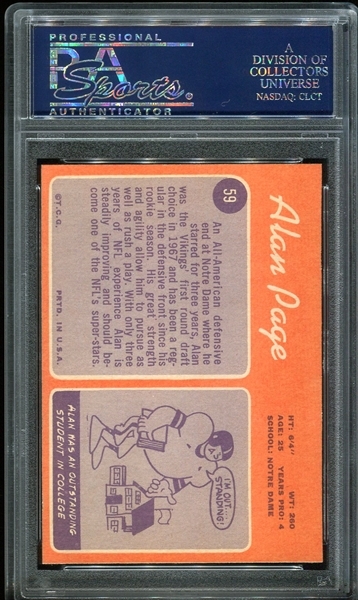 PROFESSIONAL
PSA
Sports
AUTHENTICATOR
®
A
DIVISION OF
COLLECTORS
UNIVERSE
NASDAQ: CLCT
Alan Page
HT: 6'4" WT: 260
AGE: 25 YEARS PRO: 4
SCHOOL: NOTRE DAME
59
An All-American defensive
end at Notre Dame where he
starred for three years, Alan
was the Vikings' first round draft
choice in 1967 and has been a reg-
ular in the defensive front since his
rookie season. His great strength
and agility allow him to pursue as
well as rush a play. With only three
years of NFL experience Alan is
steadily improving and should be-
come one of the NFL's super-stars.
© T.C.G. PRTD. IN U.S.A.
I'M OUT...
STANDING!
ALAN WAS AN OUTSTANDING
STUDENT IN COLLEGE